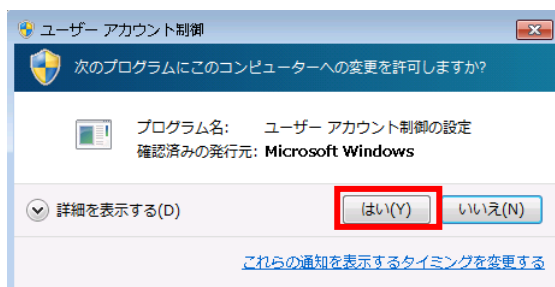 ユーザー アカウント制御
次のプログラムにこのコンピューターへの変更を許可しますか?
プログラム名: ユーザー アカウント制御の設定
確認済みの発行元: Microsoft Windows
詳細を表示する(D) はい(Y) いいえ(N)
これらの通知を表示するタイミングを変更する